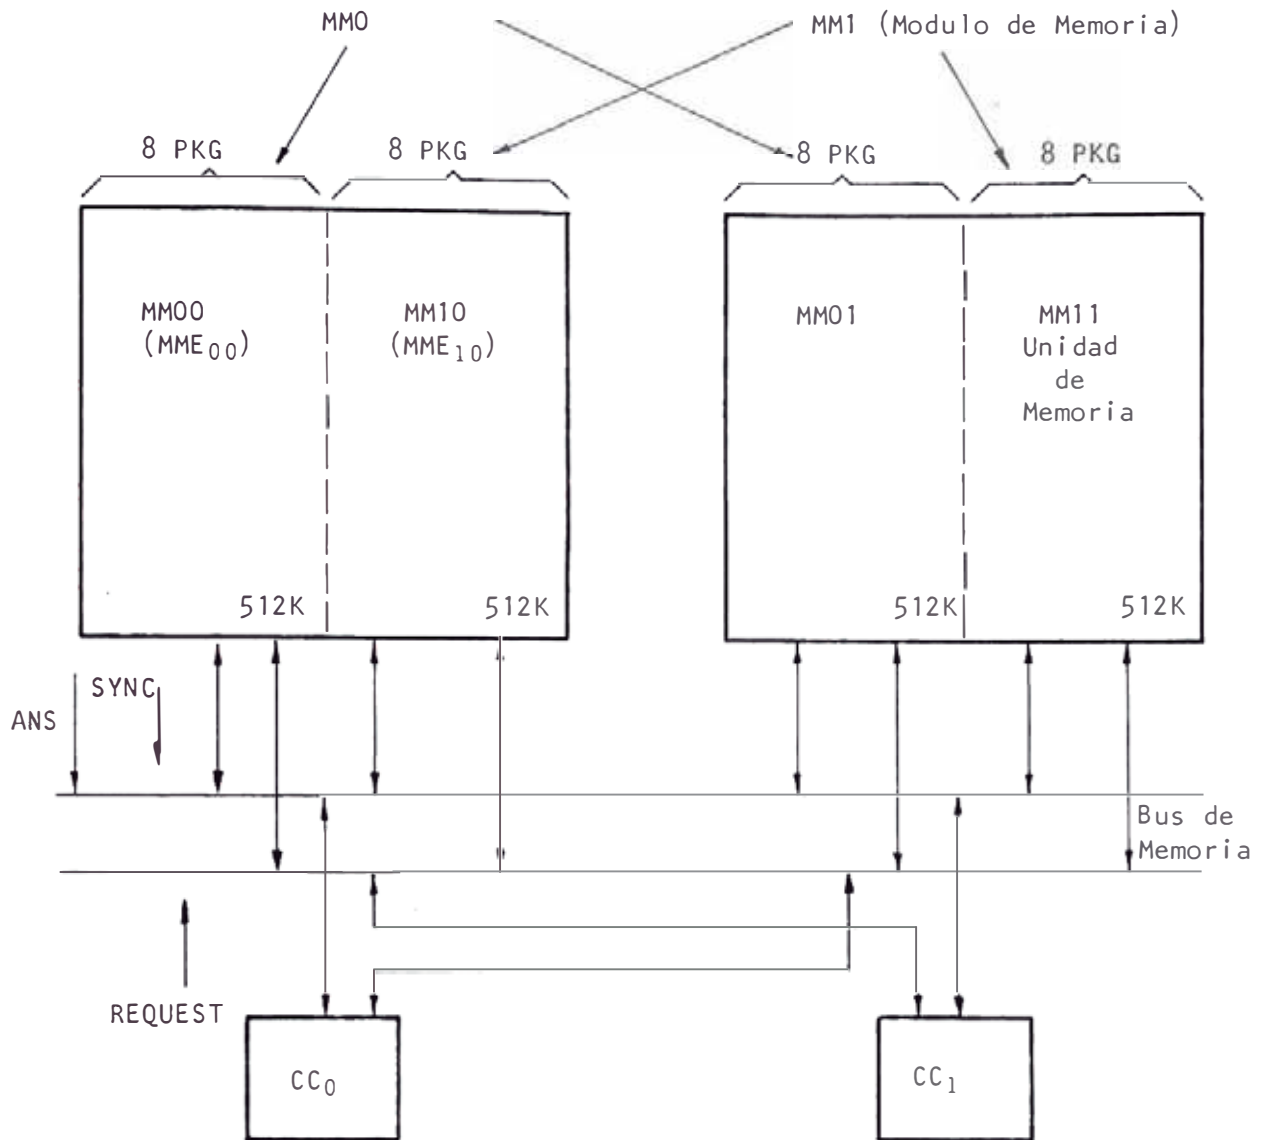 MM0
MM1 (Modulo de Memoria)
8 PKG
8 PKG
8 PKG
8 PKG
MM00
(MME00)
MM10
(MME10)
MM01
MM11
Unidad
de
Memoria
512K
512K
512K
512K
SYNC
ANS
Bus de
Memoria
REQUEST
CC0
CC1